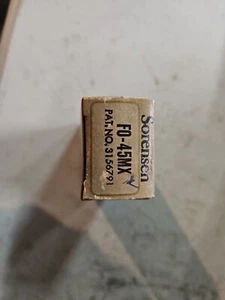 Sorensen
FO-45MX
PAT. NO. 3156791